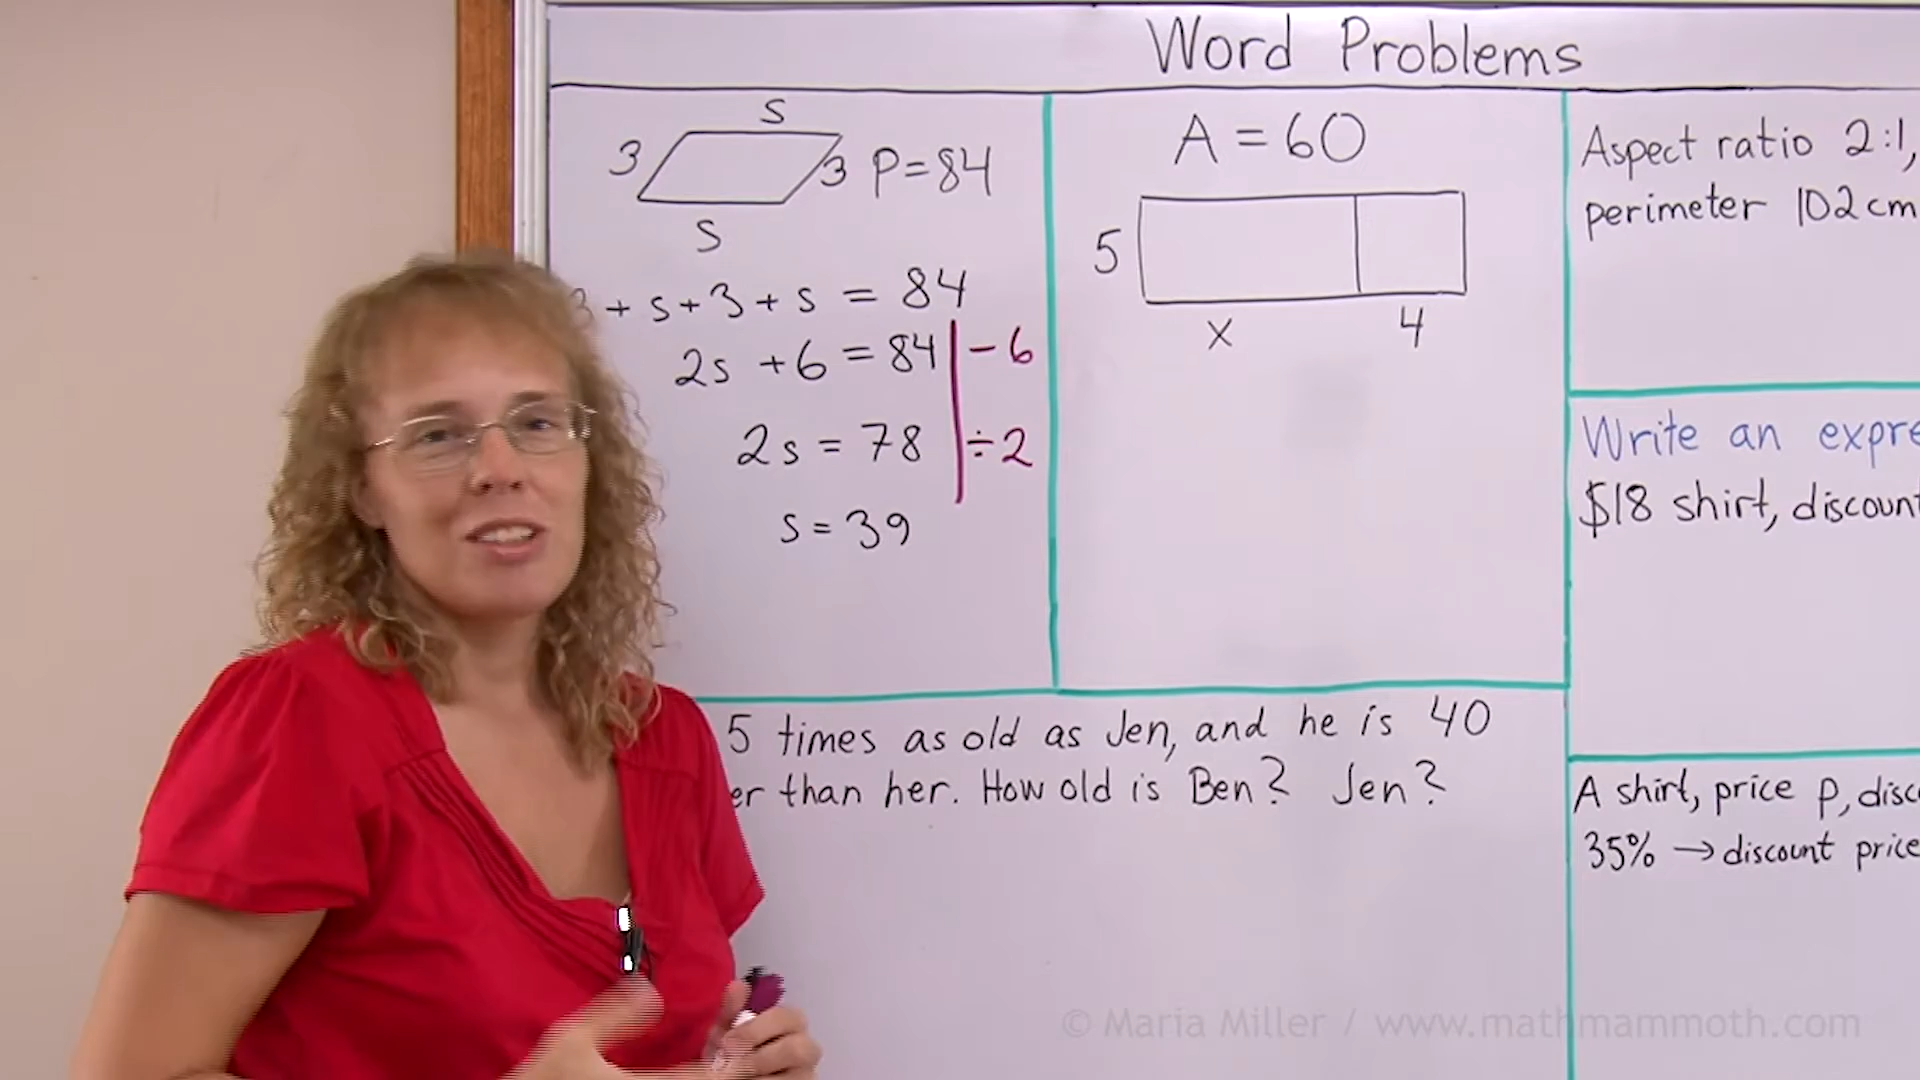 Word Problems
s
3
3 P=84
s
3 + s + 3 + s = 84
2s + 6 = 84 | - 6
2s = 78 | ÷ 2
s = 39
A = 60
5
x 4
Aspect ratio 2:1,
perimeter 102 cm
Write an expre
$18 shirt, discount
5 times as old as Jen, and he is 40
er than her. How old is Ben? Jen?
A shirt, price p, disc
35% → discount price
© Maria Miller / www.mathmammoth.com